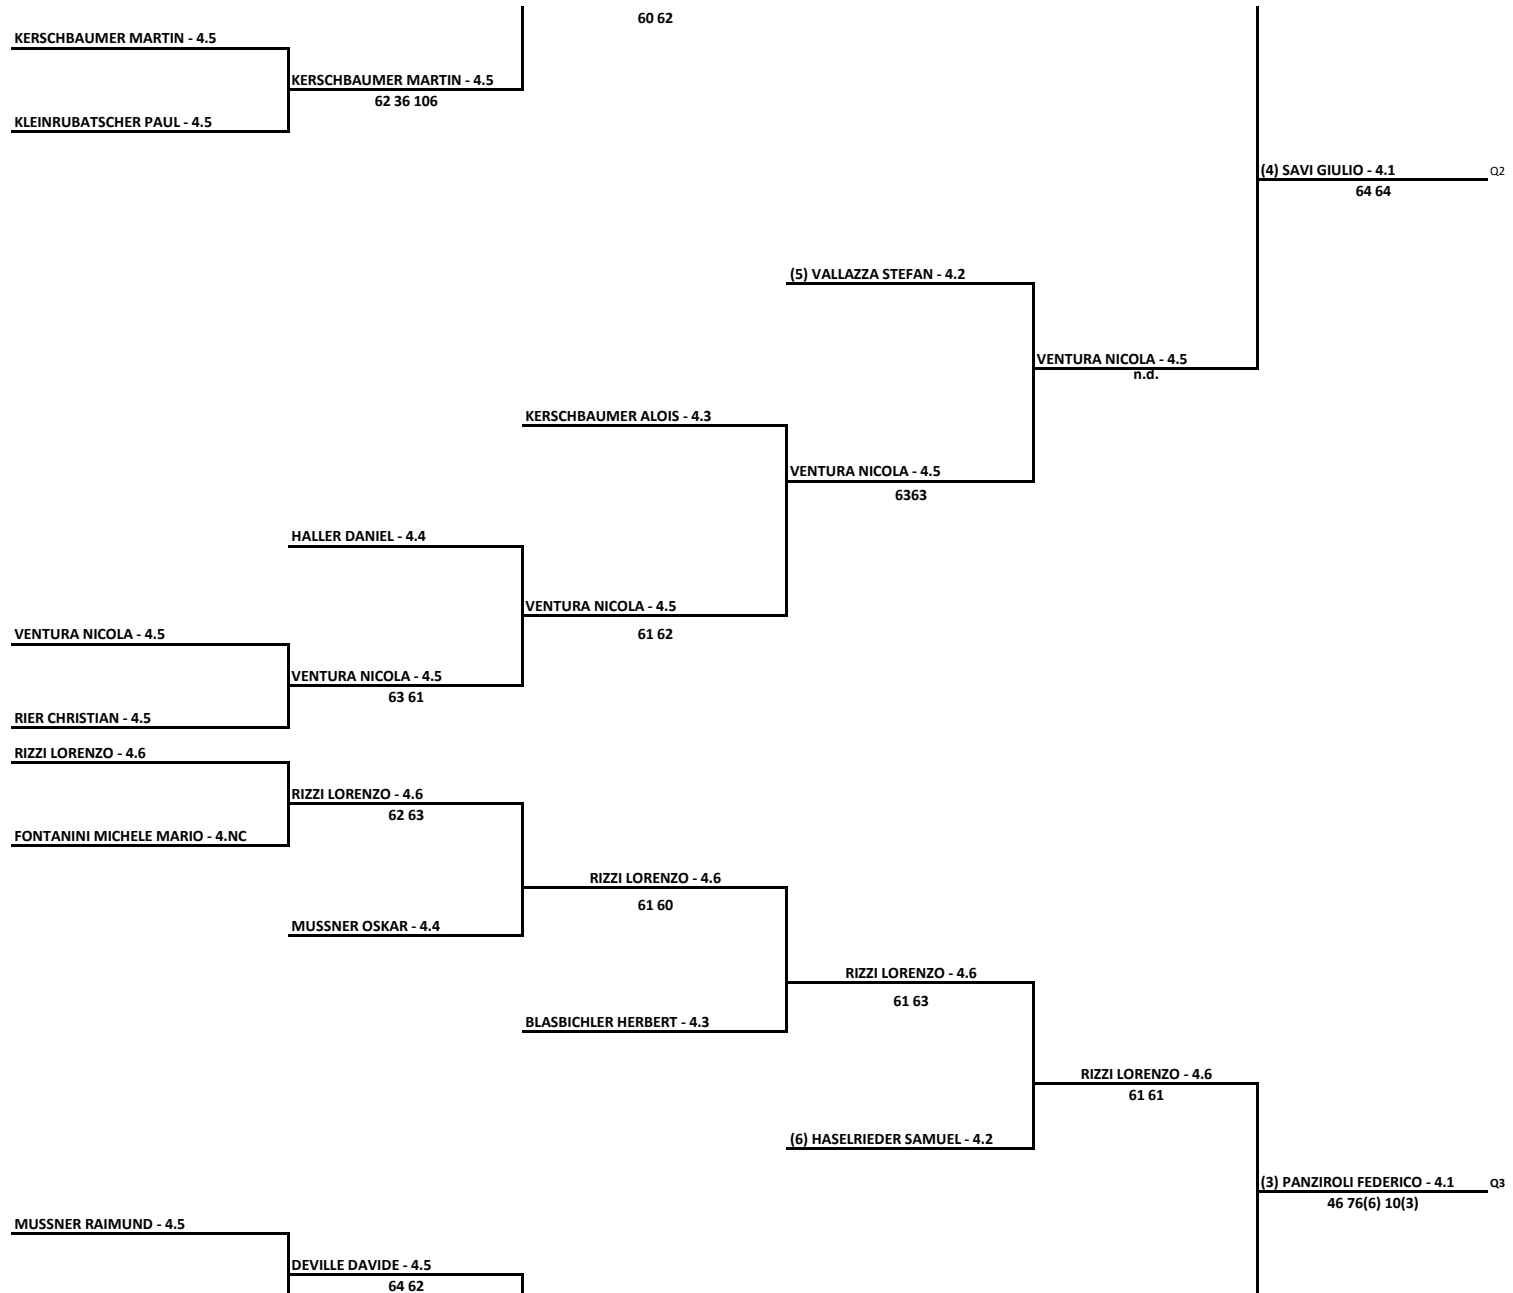 60 62
KERSCHBAUMER MARTIN - 4.5
KERSCHBAUMER MARTIN - 4.5
62 36 106
KLEINRUBATSCHER PAUL - 4.5
(4) SAVI GIULIO - 4.1
Q2
64 64
(5) VALLAZZA STEFAN - 4.2
VENTURA NICOLA - 4.5
n.d.
KERSCHBAUMER ALOIS - 4.3
VENTURA NICOLA - 4.5
6363
HALLER DANIEL - 4.4
VENTURA NICOLA - 4.5
61 62
VENTURA NICOLA - 4.5
VENTURA NICOLA - 4.5
63 61
RIER CHRISTIAN - 4.5
RIZZI LORENZO - 4.6
RIZZI LORENZO - 4.6
62 63
FONTANINI MICHELE MARIO - 4.NC
RIZZI LORENZO - 4.6
61 60
MUSSNER OSKAR - 4.4
RIZZI LORENZO - 4.6
61 63
BLASBICHLER HERBERT - 4.3
RIZZI LORENZO - 4.6
61 61
(6) HASELRIEDER SAMUEL - 4.2
(3) PANZIROLI FEDERICO - 4.1
Q3
46 76(6) 10(3)
MUSSNER RAIMUND - 4.5
DEVILLE DAVIDE - 4.5
64 62